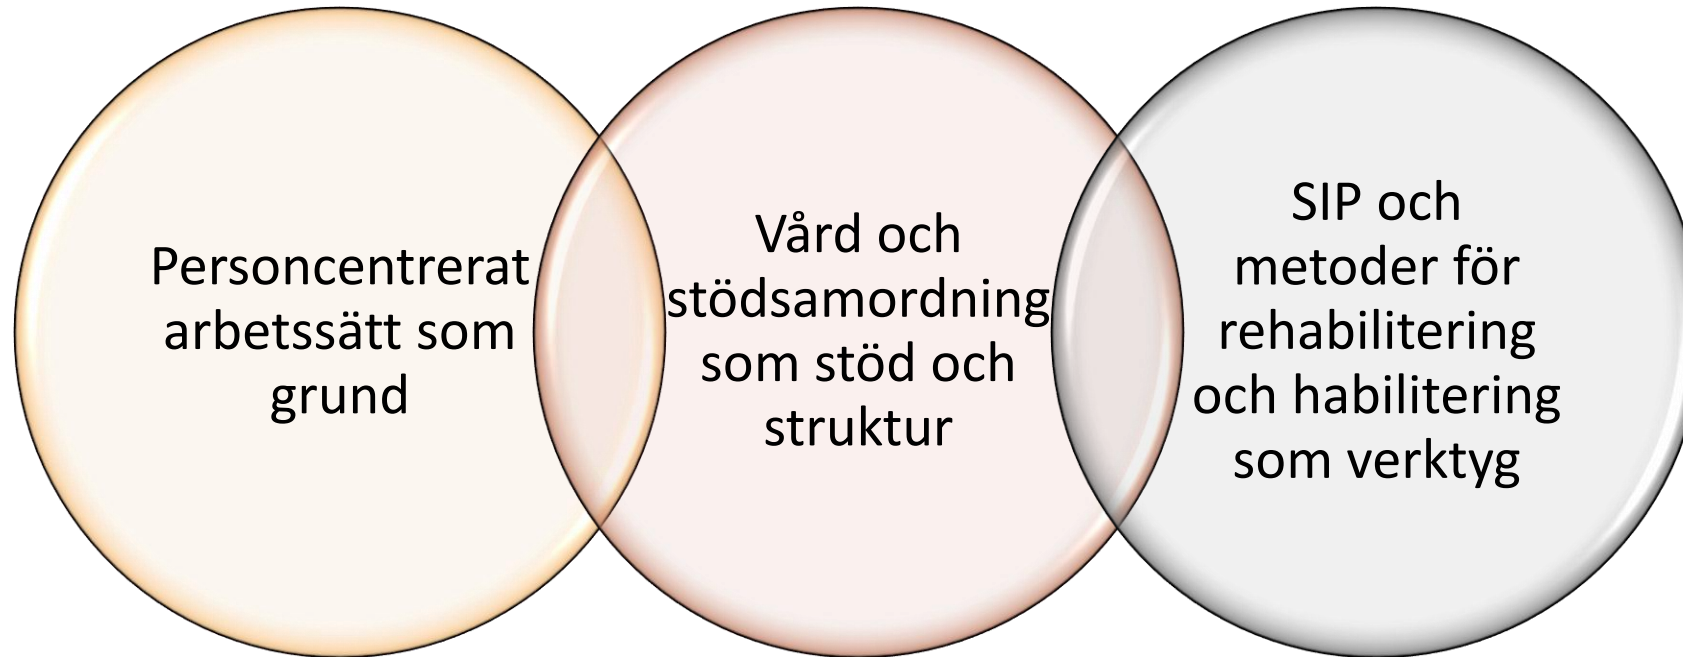 Personcentrerat
arbetssätt som
grund
Vård och
stödsamordning
som stöd och
struktur
SIP och
metoder för
rehabilitering
och habilitering
som verktyg